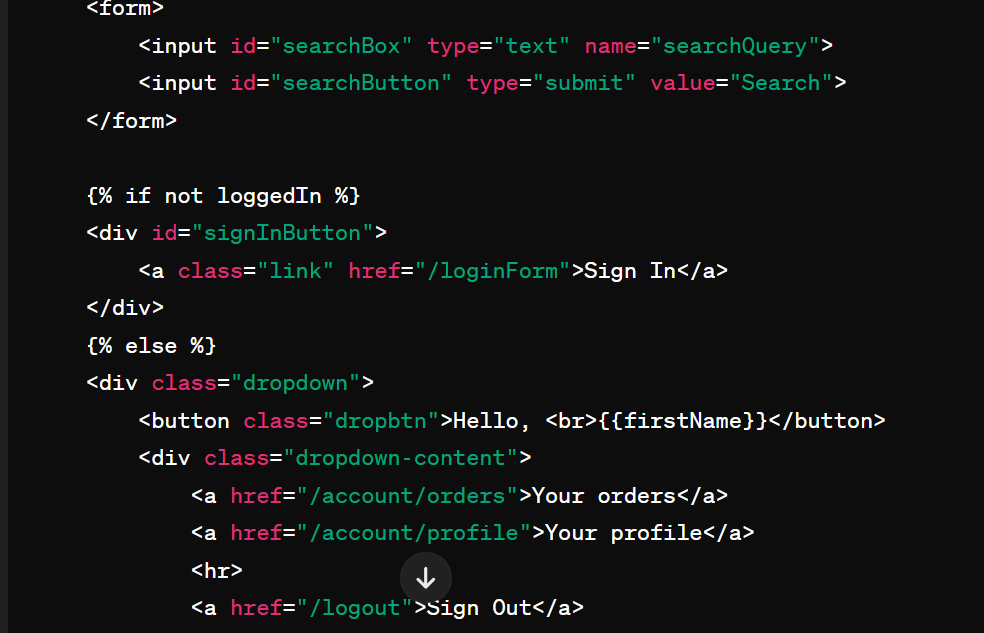 <form>
<input id="searchBox" type="text" name="searchQuery">
<input id="searchButton" type="submit" value="Search">
</form>
{% if not loggedIn %}
<div id="signInButton">
<a class="link" href="/loginForm">Sign In</a>
</div>
{% else %}
<div class="dropdown">
<button class="dropbtn">Hello, <br>{{firstName}}</button>
<div class="dropdown-content">
<a href="/account/orders">Your orders</a>
<a href="/account/profile">Your profile</a>
<hr>
<a href="/logout">Sign Out</a>